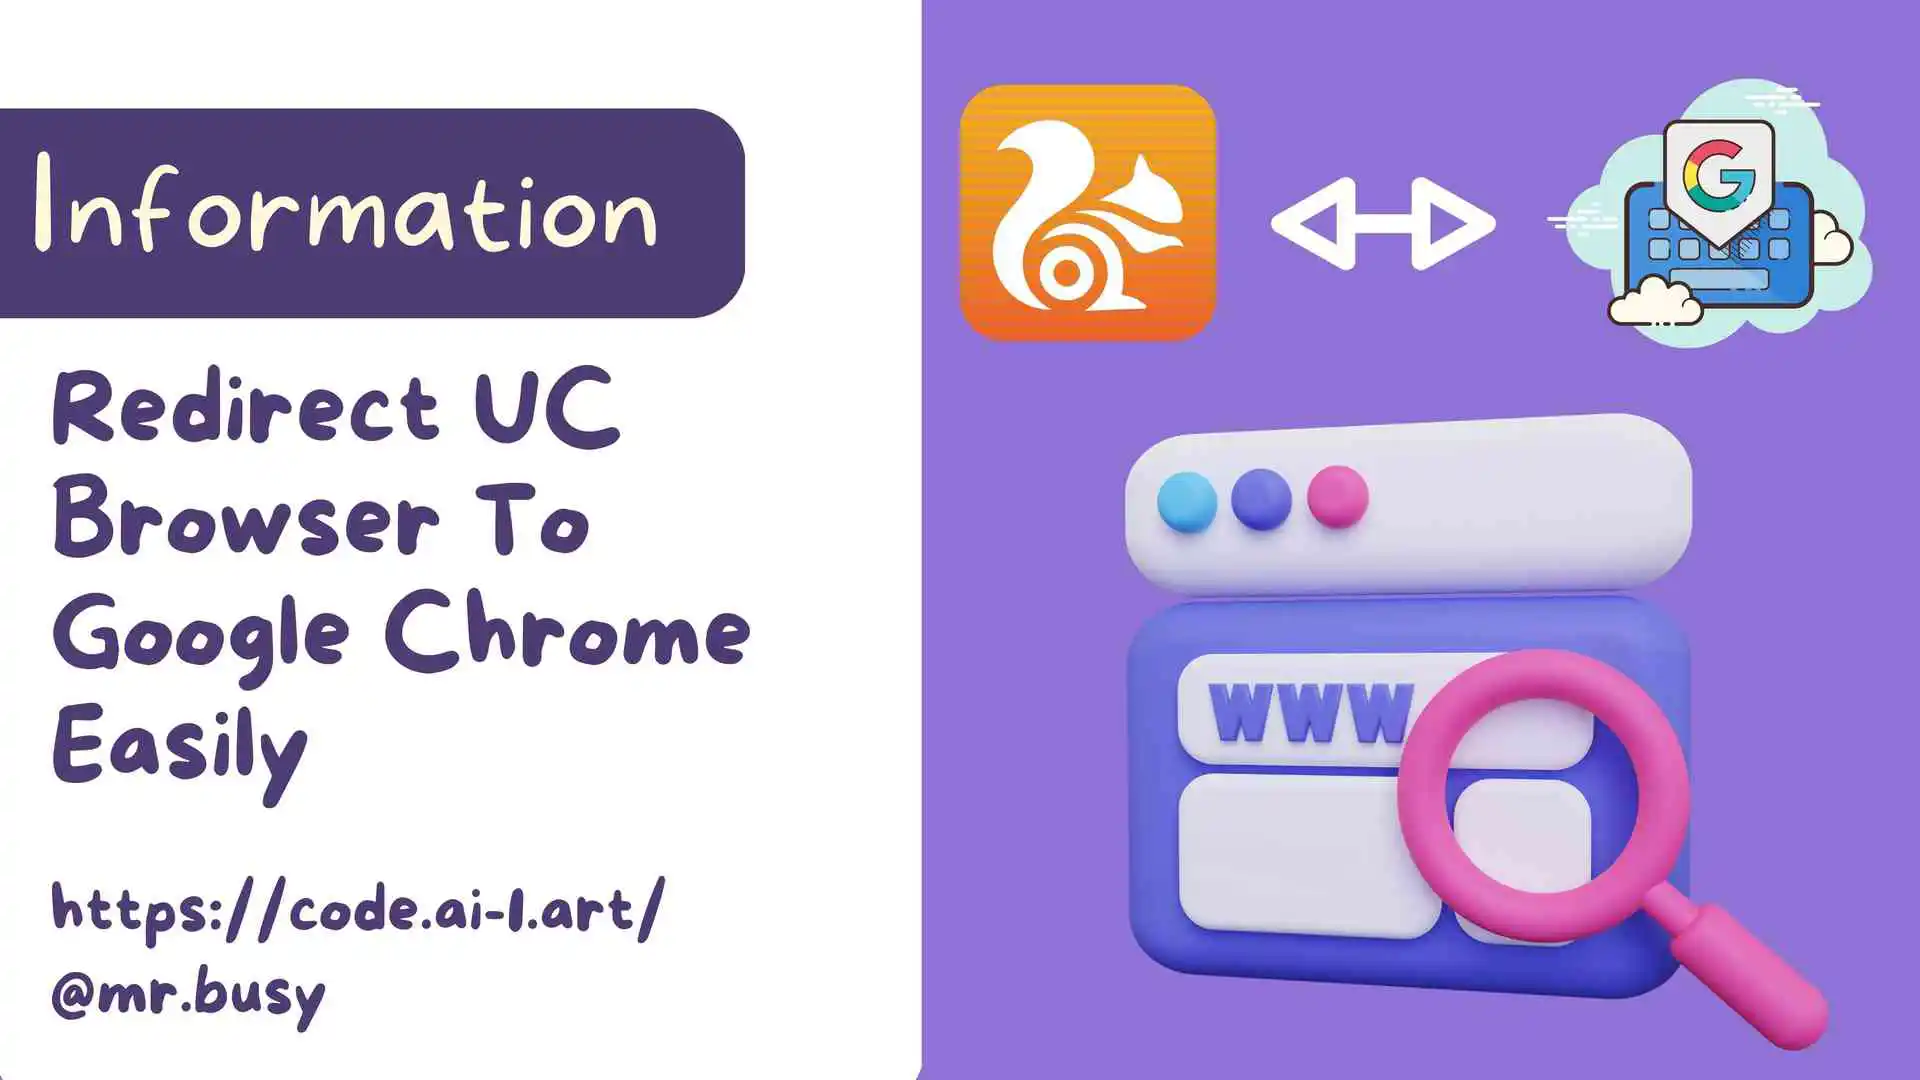 Information
Redirect UC
Browser To
Google Chrome
Easily
https://code.ai-1.art/
@mr.busy
G
WWW